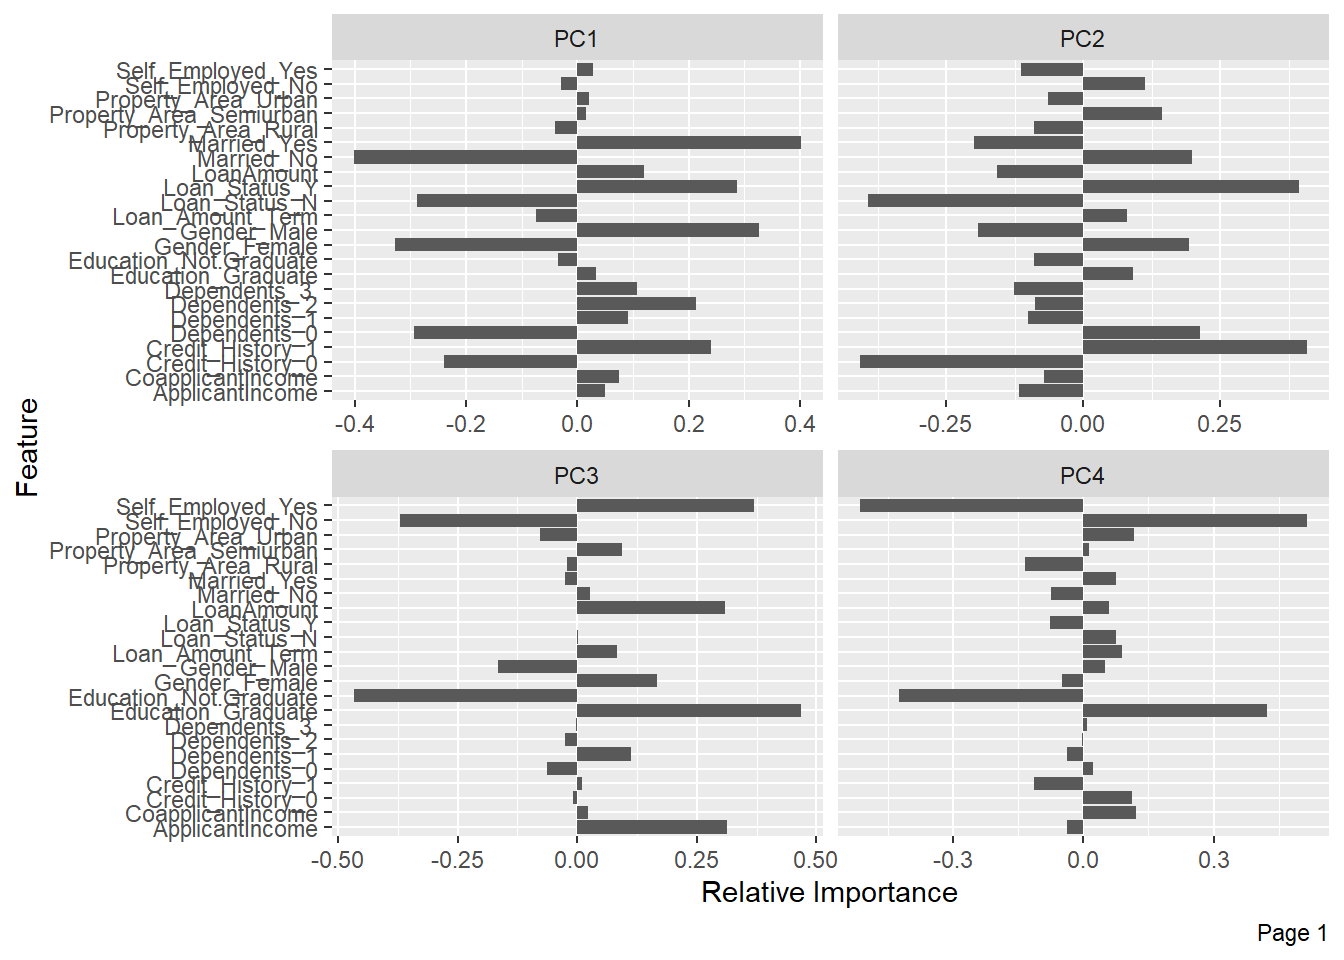 PC1
PC2
Self_Employed_Yes
Self_Employed_No
Property_Area_Urban
Property_Area_Semiurban
Property_Area_Rural
Married_Yes
Married_No
LoanAmount
Loan_Status_Y
Loan_Status_N
Loan_Amount_Term
Gender_Male
Gender_Female
Education_Not.Graduate
Education_Graduate
Dependents_3.
Dependents_2
Dependents_1
Dependents_0
Credit_History_1
Credit_History_0
CoapplicantIncome
ApplicantIncome
-0.4 -0.2 0.0 0.2 0.4
-0.25 0.00 0.25
Feature
PC3
PC4
Self_Employed_Yes
Self_Employed_No
Property_Area_Urban
Property_Area_Semiurban
Property_Area_Rural
Married_Yes
Married_No
LoanAmount
Loan_Status_Y
Loan_Status_N
Loan_Amount_Term
Gender_Male
Gender_Female
Education_Not.Graduate
Education_Graduate
Dependents_3.
Dependents_2
Dependents_1
Dependents_0
Credit_History_1
Credit_History_0
CoapplicantIncome
ApplicantIncome
-0.50 -0.25 0.00 0.25 0.50
-0.3 0.0 0.3
Relative Importance
Page 1